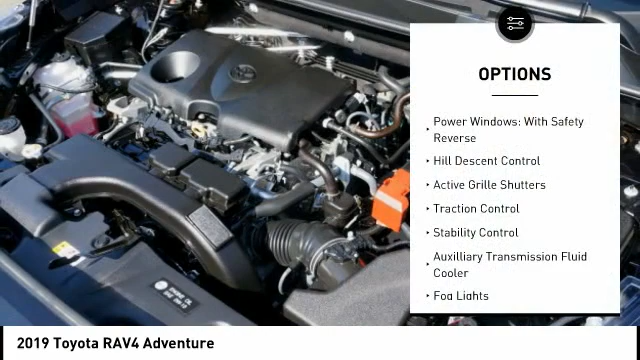 OPTIONS
Power Windows: With Safety
Reverse
Hill Descent Control
Active Grille Shutters
Traction Control
Stability Control
Auxilliary Transmission Fluid
Cooler
Fog Lights
2019 Toyota RAV4 Adventure